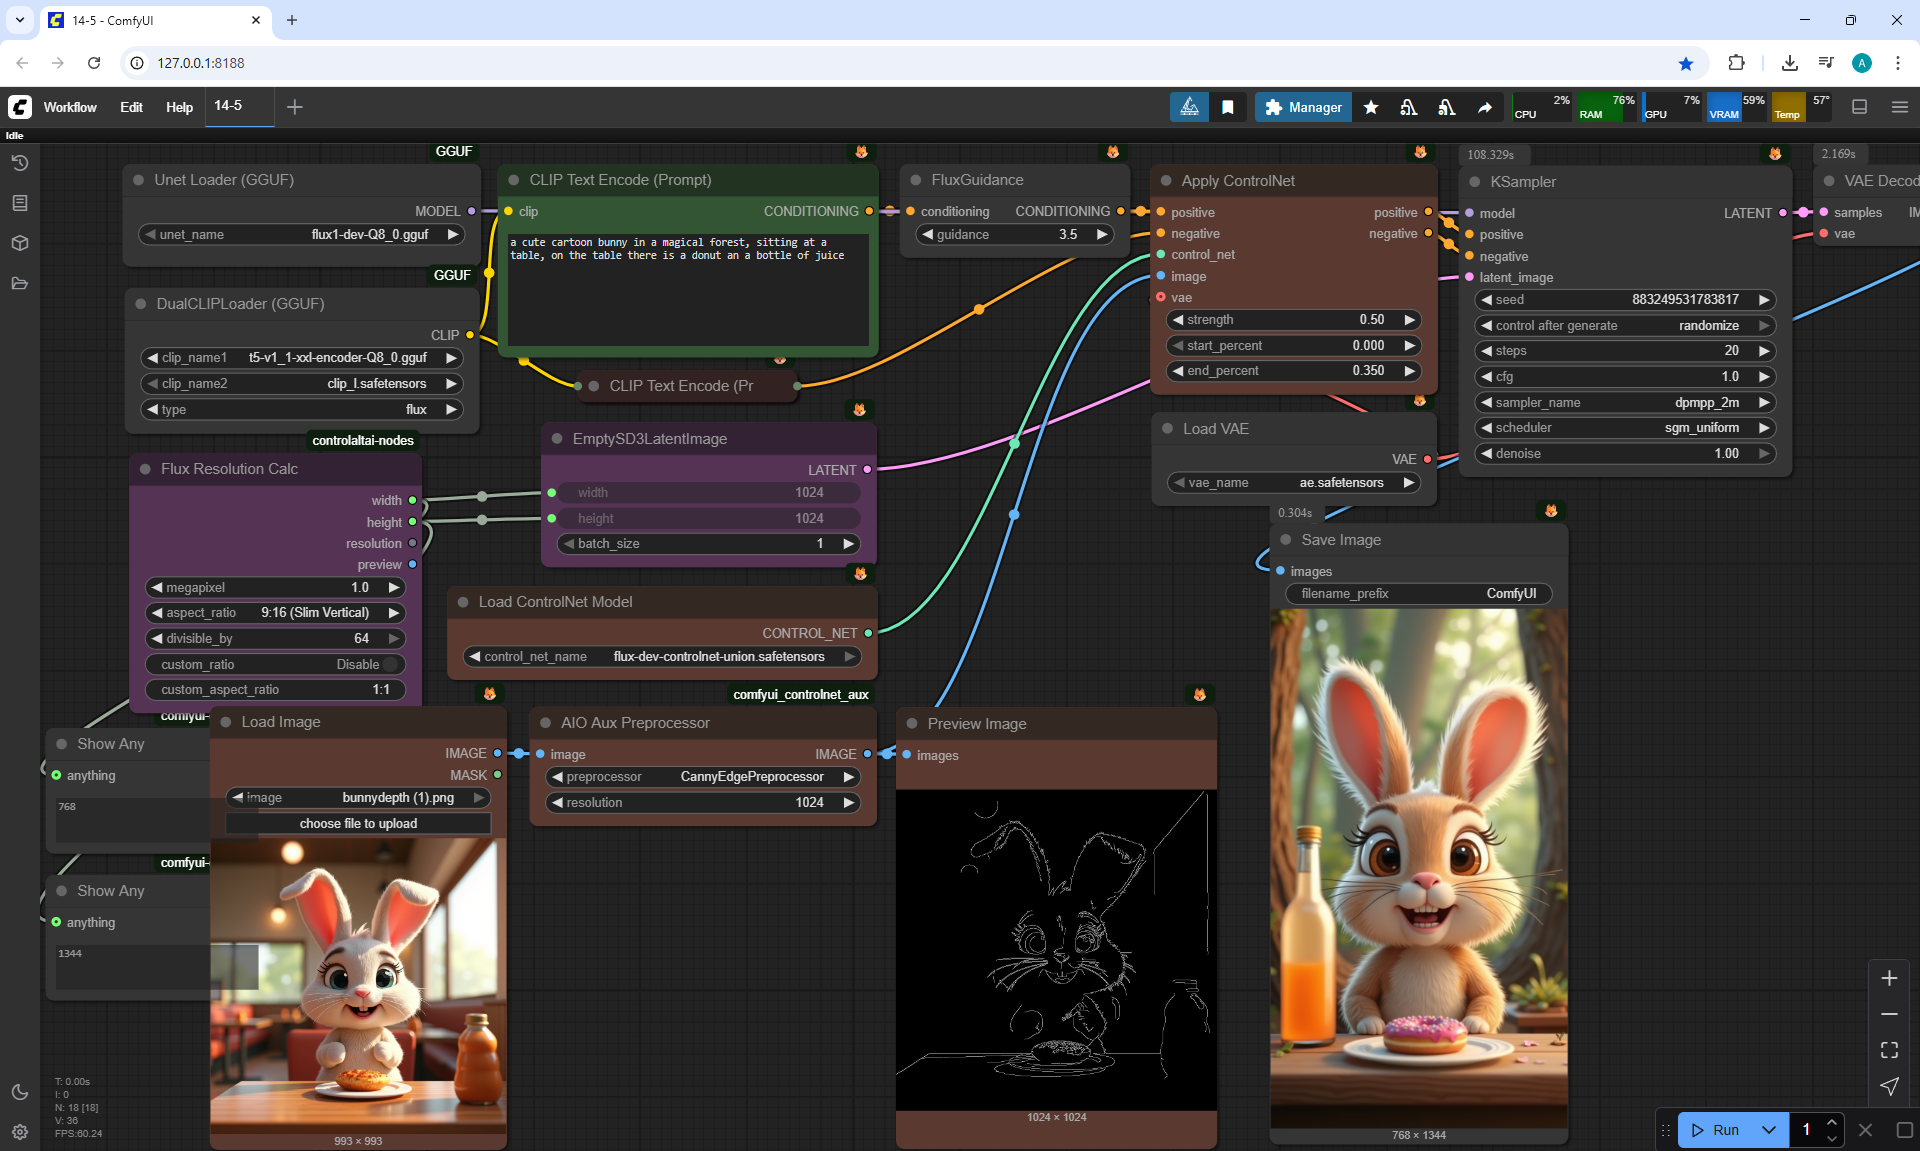 14-5 - ComfyUI
127.0.0.1:8188
A
Workflow Edit Help 14-5
Manager
CPU 2% RAM 76% GPU 7% VRAM 59% Temp 57°
Idle
GGUF
Unet Loader (GGUF)
MODEL
unet_name flux1-dev-Q8_0.gguf
GGUF
DualCLIPLoader (GGUF)
CLIP
clip_name1 t5-v1_1-xxl-encoder-Q8_0.gguf
clip_name2 clip_l.safetensors
type flux
CLIP Text Encode (Prompt)
clip CONDITIONING
a cute cartoon bunny in a magical forest, sitting at a
table, on the table there is a donut an a bottle of juice
CLIP Text Encode (Pr
FluxGuidance
conditioning CONDITIONING
guidance 3.5
Apply ControlNet
positive positive
negative negative
control_net
image
vae
strength 0.50
start_percent 0.000
end_percent 0.350
108.329s
KSampler
model LATENT
positive
negative
latent_image
seed 883249531783817
control after generate randomize
steps 20
cfg 1.0
sampler_name dpmpp_2m
scheduler sgm_uniform
denoise 1.00
2.169s
VAE Decod
samples IM
vae
controlaltai-nodes
Flux Resolution Calc
width
height
resolution
preview
megapixel 1.0
aspect_ratio 9:16 (Slim Vertical)
divisible_by 64
custom_ratio Disable
custom_aspect_ratio 1:1
EmptySD3LatentImage
LATENT
width 1024
height 1024
batch_size 1
Load VAE
VAE
vae_name ae.safetensors
Load ControlNet Model
CONTROL_NET
control_net_name flux-dev-controlnet-union.safetensors
comfyui-
Show Any
anything
768
comfyui-
Show Any
anything
1344
Load Image
IMAGE
MASK
image bunnydepth (1).png
choose file to upload
993 × 993
comfyui_controlnet_aux
AIO Aux Preprocessor
image IMAGE
preprocessor CannyEdgePreprocessor
resolution 1024
Preview Image
images
1024 × 1024
0.304s
Save Image
images
filename_prefix ComfyUI
768 × 1344
T: 0.00s
I: 0
N: 18 [18]
V: 36
FPS:60.24
Run 1